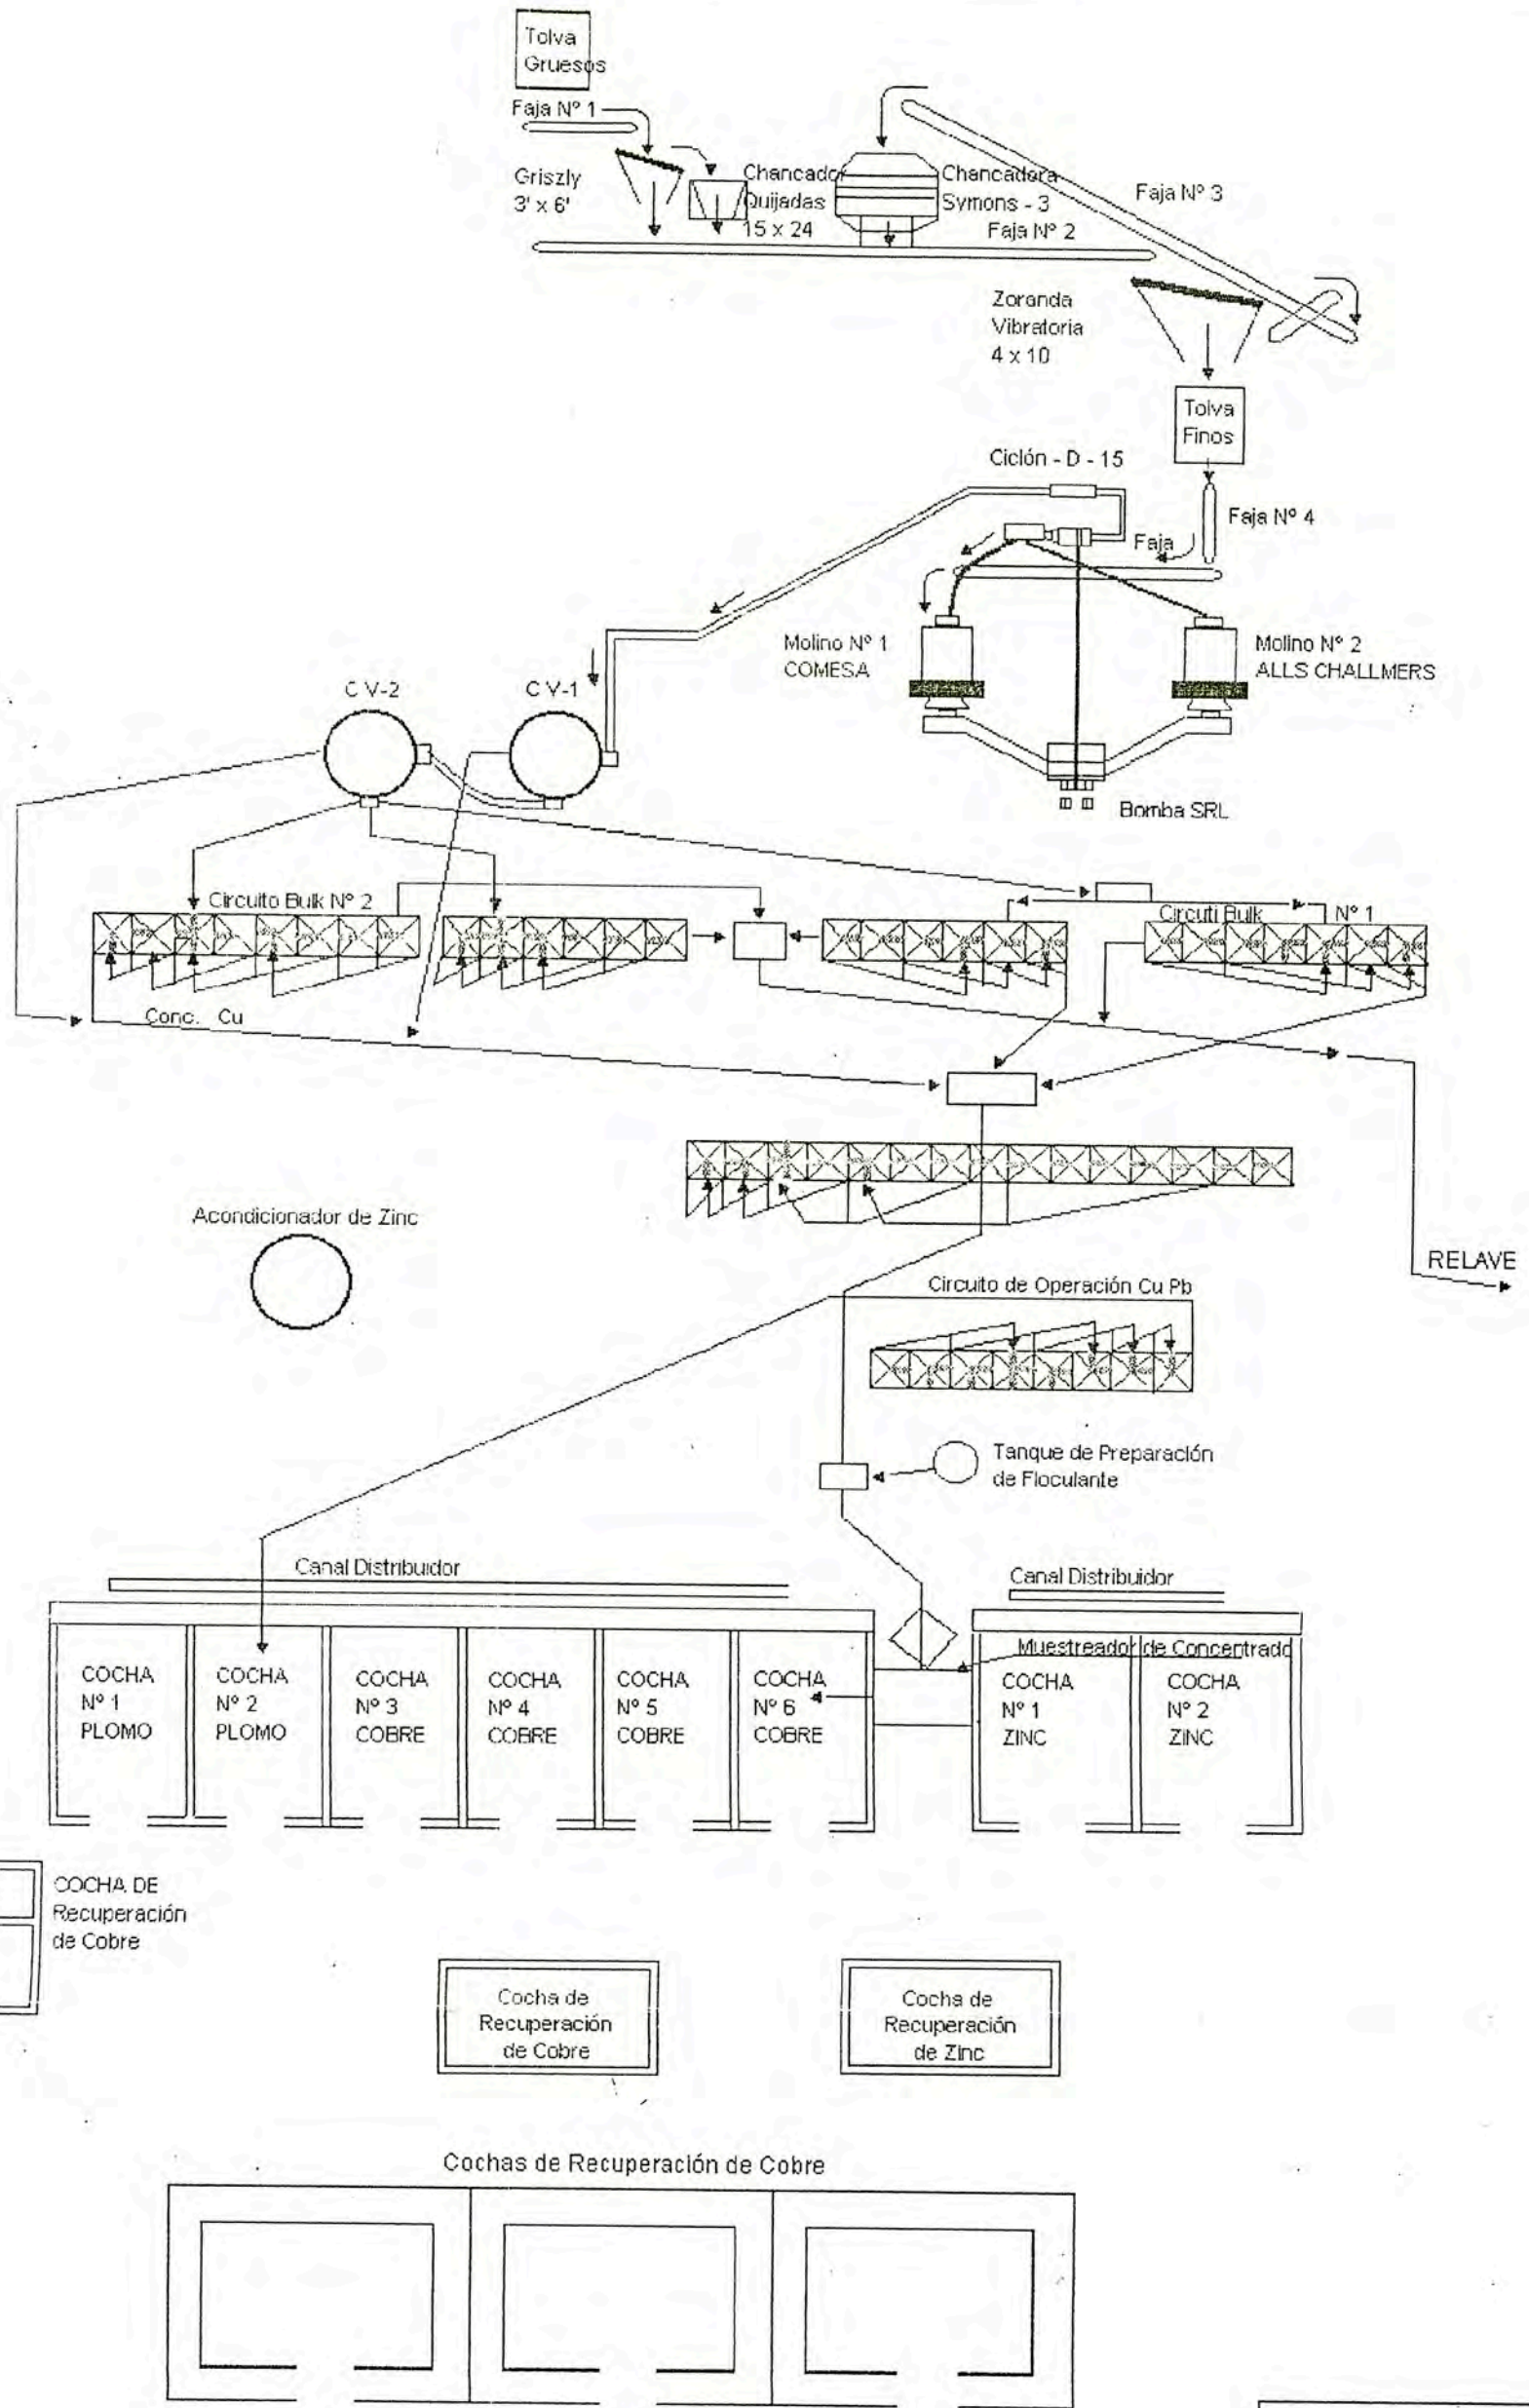 Tolva
Gruesos
Faja Nº 1
Griszly
3' x 6'
Chancador
Quijadas
15 x 24
Chancadora
Symons - 3
Faja Nº 2
Faja Nº 3
Zoranda
Vibratoria
4 x 10
Tolva
Finos
Ciclón - D - 15
Faja Nº 4
Faja
Molino Nº 1
COMESA
Molino Nº 2
ALLS CHALLMERS
C V-2
C V-1
Bomba SRL
Circuito Bulk Nº 2
Circuti Bulk Nº 1
Conc. Cu
Acondicionador de Zinc
RELAVE
Circuito de Operación Cu Pb
Tanque de Preparación
de Floculante
Canal Distribuidor
Canal Distribuidor
Muestreador de Concentrado
COCHA
Nº 1
PLOMO
COCHA
Nº 2
PLOMO
COCHA
Nº 3
COBRE
COCHA
Nº 4
COBRE
COCHA
Nº 5
COBRE
COCHA
Nº 6
COBRE
COCHA
Nº 1
ZINC
COCHA
Nº 2
ZINC
COCHA DE
Recuperación
de Cobre
Cocha de
Recuperación
de Cobre
Cocha de
Recuperación
de Zinc
Cochas de Recuperación de Cobre